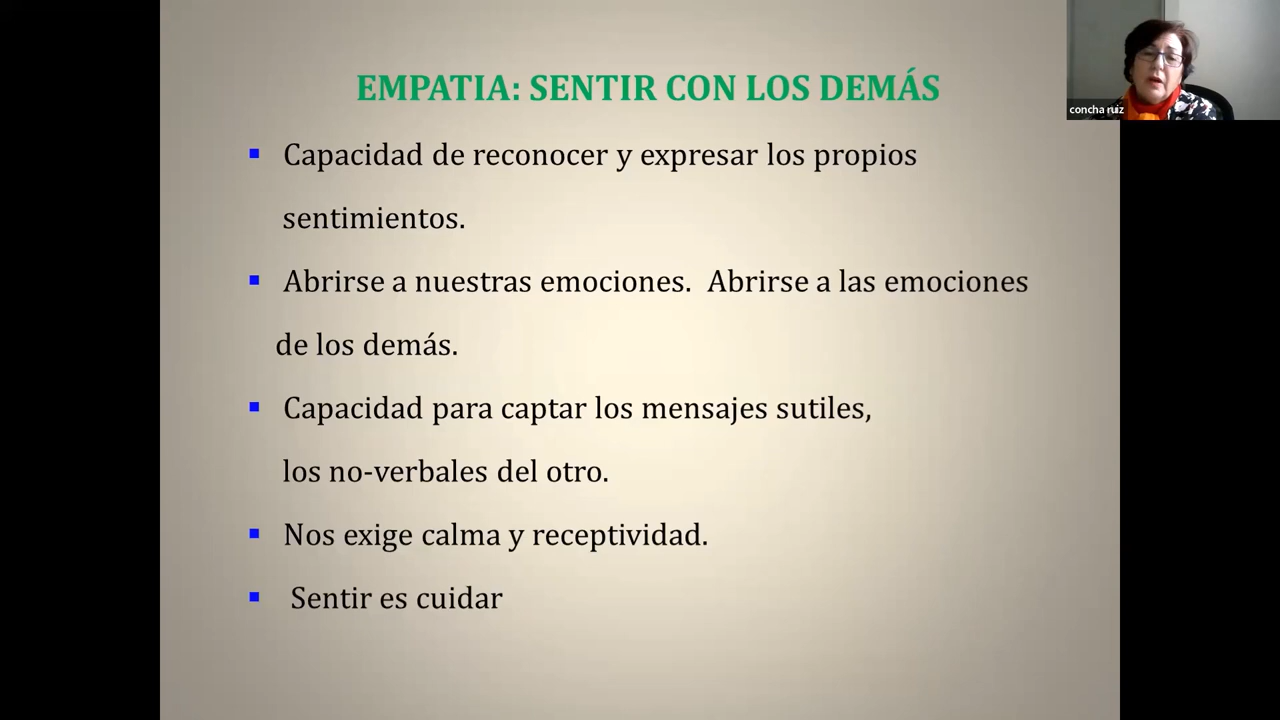 EMPATIA: SENTIR CON LOS DEMÁS
concha ruiz
▪ Capacidad de reconocer y expresar los propios
sentimientos.
▪ Abrirse a nuestras emociones.  Abrirse a las emociones
de los demás.
▪ Capacidad para captar los mensajes sutiles,
los no-verbales del otro.
▪ Nos exige calma y receptividad.
▪ Sentir es cuidar